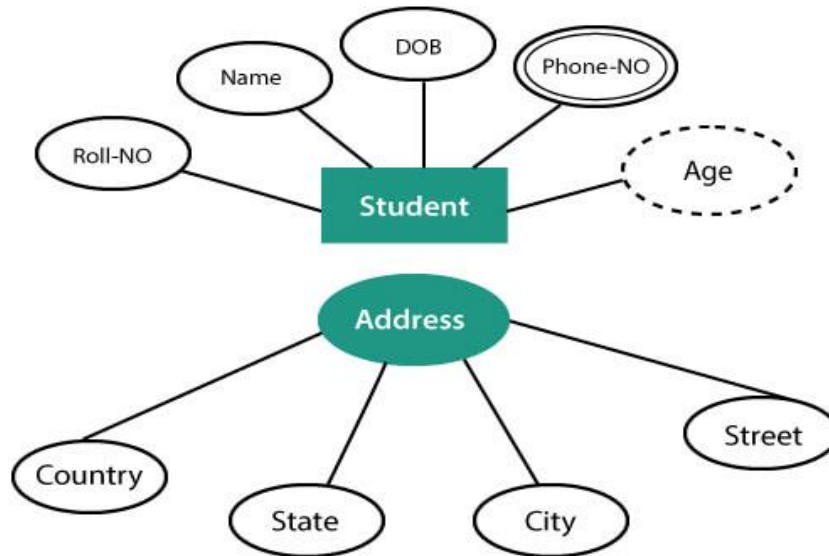 DOB
Name
Phone-NO
Roll-NO
Age
Student
Address
Country
State
City
Street